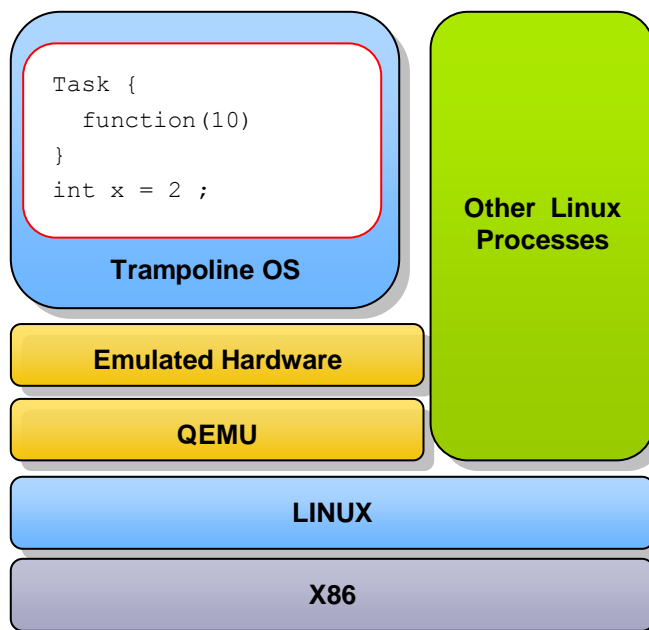 Task {
function(10)
}
int x = 2 ;
Trampoline OS
Other Linux
Processes
Emulated Hardware
QEMU
LINUX
X86